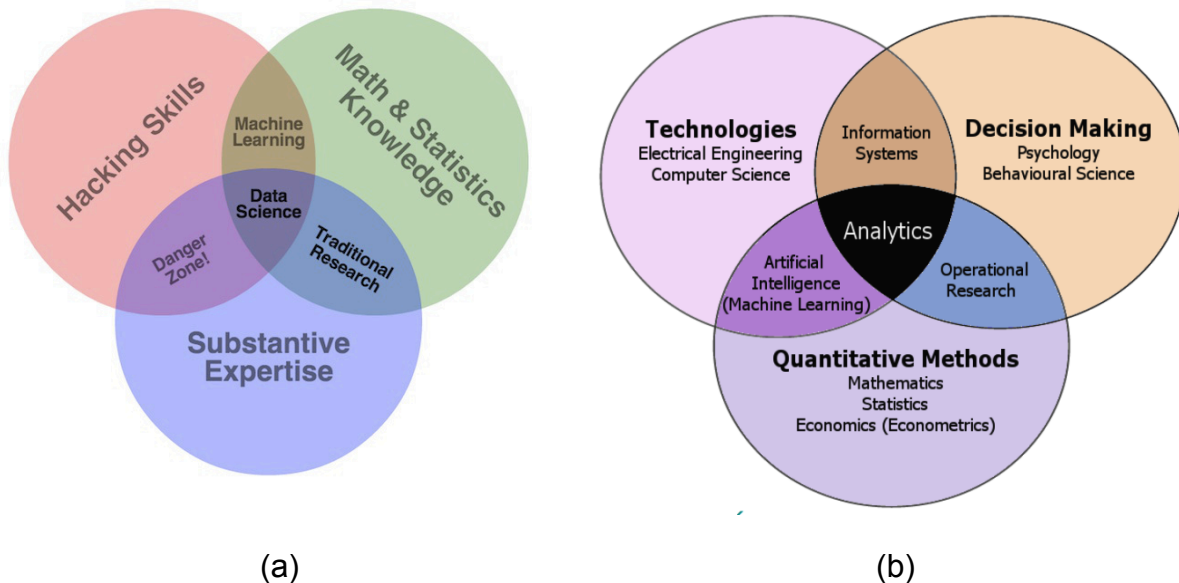 Hacking Skills
Math & Statistics
Knowledge
Machine
Learning
Data
Science
Danger
Zone!
Traditional
Research
Substantive
Expertise
(a)
Technologies
Electrical Engineering
Computer Science
Information
Systems
Decision Making
Psychology
Behavioural Science
Analytics
Artificial
Intelligence
(Machine Learning)
Operational
Research
Quantitative Methods
Mathematics
Statistics
Economics (Econometrics)
(b)